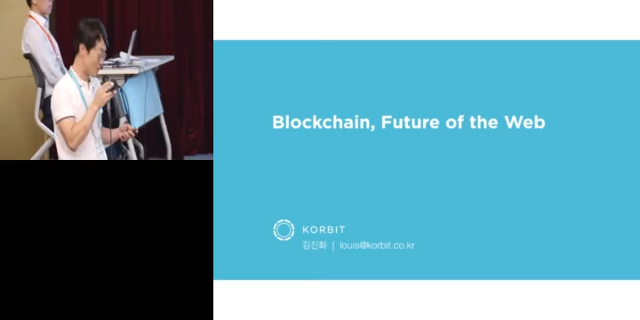 Blockchain, Future of the Web
KORBIT
김진화 | louis@korbit.co.kr